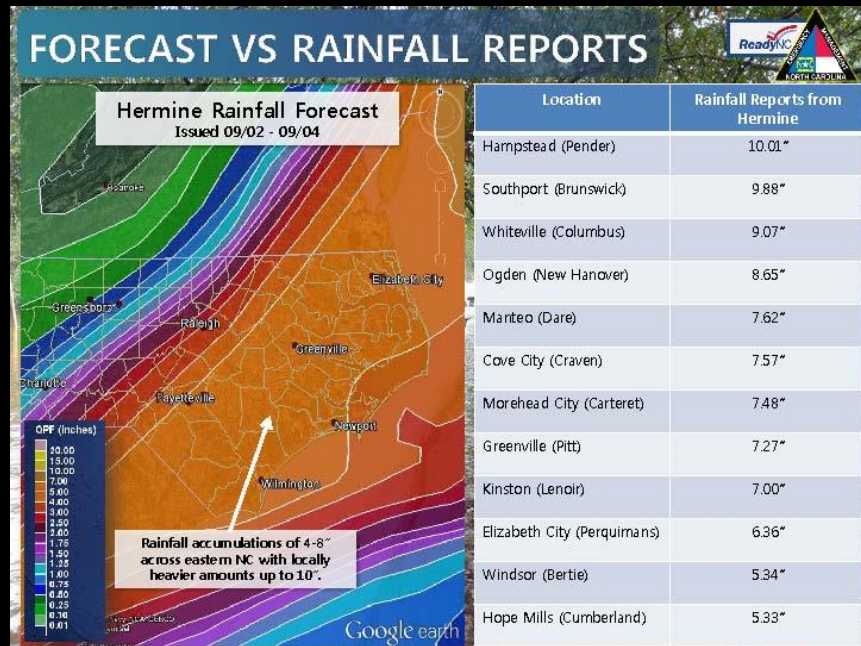 FORECAST VS RAINFALL REPORTS
ReadyNC
EMERGENCY
MANAGEMENT
NORTH CAROLINA
Hermine Rainfall Forecast
Issued 09/02 - 09/04
Roanoke
Elizabeth City
Greensboro
Raleigh
Greenville
Charlotte
Fayetteville
Newport
Wilmington
QPF (Inches)
20.00
15.00
10.00
7.00
5.00
4.00
3.00
2.50
2.00
1.75
1.50
1.25
1.00
0.75
0.50
0.25
0.10
0.01
Rainfall accumulations of 4-8”
across eastern NC with locally
heavier amounts up to 10”.
Google earth
Location Rainfall Reports from
Hermine
Hampstead (Pender) 10.01”
Southport (Brunswick) 9.88”
Whiteville (Columbus) 9.07”
Ogden (New Hanover) 8.65”
Manteo (Dare) 7.62”
Cove City (Craven) 7.57”
Morehead City (Carteret) 7.48”
Greenville (Pitt) 7.27”
Kinston (Lenoir) 7.00”
Elizabeth City (Perquimans) 6.36”
Windsor (Bertie) 5.34”
Hope Mills (Cumberland) 5.33”